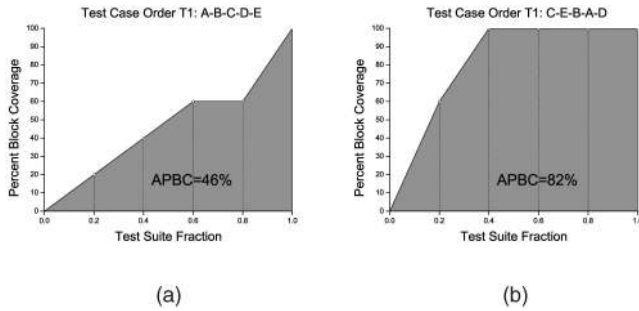 Test Case Order T1: A-B-C-D-E
Percent Block Coverage
100
90
80
70
60
50
40
30
20
10
0
APBC=46%
0.0 0.2 0.4 0.6 0.8 1.0
Test Suite Fraction
(a)
Test Case Order T1: C-E-B-A-D
Percent Block Coverage
100
90
80
70
60
50
40
30
20
10
0
APBC=82%
0.0 0.2 0.4 0.6 0.8 1.0
Test Suite Fraction
(b)